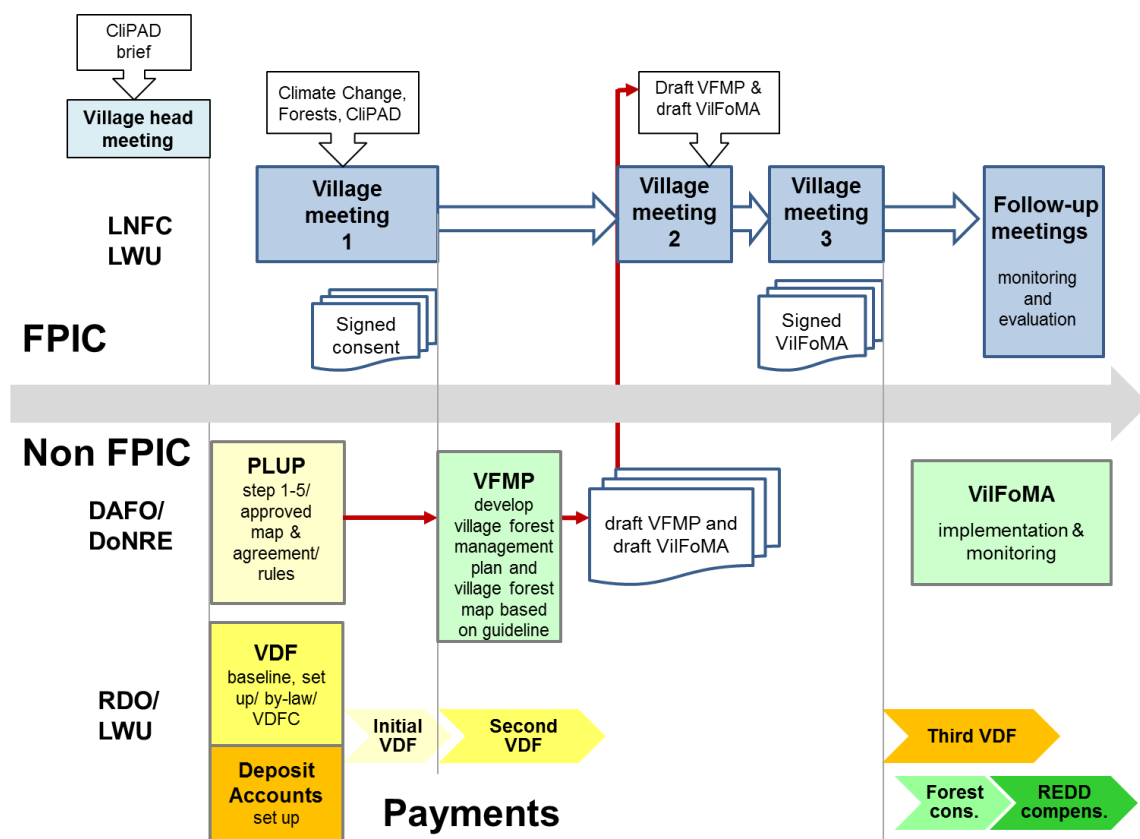 CliPAD
brief
Village head
meeting
Climate Change,
Forests, CliPAD
Draft VFMP &
draft VilFoMA
LNFC
LWU
Village
meeting
1
Village
meeting
2
Village
meeting
3
Follow-up
meetings
monitoring
and
evaluation
Signed
consent
Signed
VilFoMA
FPIC
Non FPIC
DAFO/
DoNRE
PLUP
step 1-5/
approved
map &
agreement/
rules
VFMP
develop
village forest
management
plan and
village forest
map based
on guideline
draft VFMP and
draft VilFoMA
VilFoMA
implementation &
monitoring
RDO/
LWU
VDF
baseline, set
up/ by-law/
VDFC
Initial
VDF
Second
VDF
Third VDF
Deposit
Accounts
set up
Payments
Forest
cons.
REDD
compens.